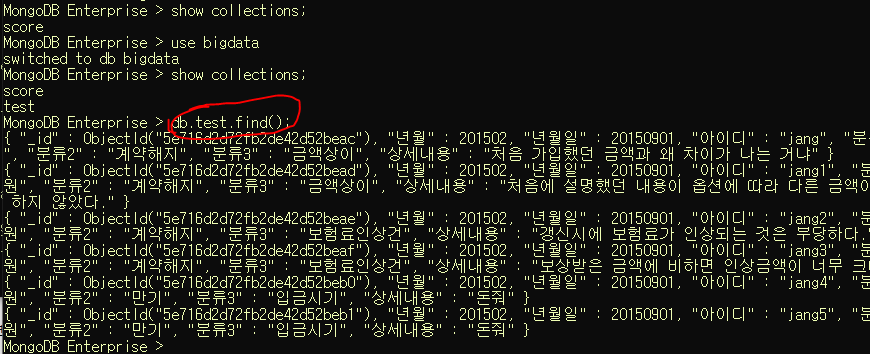 MongoDB Enterprise > show collections;
score
MongoDB Enterprise > use bigdata
switched to db bigdata
MongoDB Enterprise > show collections;
score
test
MongoDB Enterprise > db.test.find();
{ "_id" : ObjectId("5e716d2d72fb2de42d52beac"), "년월" : 201502, "년월일" : 20150901, "아이디" : "jang", "분
", "분류2" : "계약해지", "분류3" : "금액상이", "상세내용" : "처음 가입했던 금액과 왜 차이가 나는 거냐" }
{ "_id" : ObjectId("5e716d2d72fb2de42d52bead"), "년월" : 201502, "년월일" : 20150901, "아이디" : "jang1", "분
원", "분류2" : "계약해지", "분류3" : "금액상이", "상세내용" : "처음에 설명했던 내용이 옵션에 따라 다른 금액이
하지 않았다." }
{ "_id" : ObjectId("5e716d2d72fb2de42d52beae"), "년월" : 201502, "년월일" : 20150901, "아이디" : "jang2", "분
원", "분류2" : "계약해지", "분류3" : "보험료인상건", "상세내용" : "갱신시에 보험료가 인상되는 것은 부당하다."
{ "_id" : ObjectId("5e716d2d72fb2de42d52beaf"), "년월" : 201502, "년월일" : 20150901, "아이디" : "jang3", "분
원", "분류2" : "계약해지", "분류3" : "보험료인상건", "상세내용" : "보상받은 금액에 비하면 인상금액이 너무 크다
{ "_id" : ObjectId("5e716d2d72fb2de42d52beb0"), "년월" : 201502, "년월일" : 20150901, "아이디" : "jang4", "분
원", "분류2" : "만기", "분류3" : "입금시기", "상세내용" : "돈줘" }
{ "_id" : ObjectId("5e716d2d72fb2de42d52beb1"), "년월" : 201502, "년월일" : 20150901, "아이디" : "jang5", "분
원", "분류2" : "만기", "분류3" : "입금시기", "상세내용" : "돈줘" }
MongoDB Enterprise >